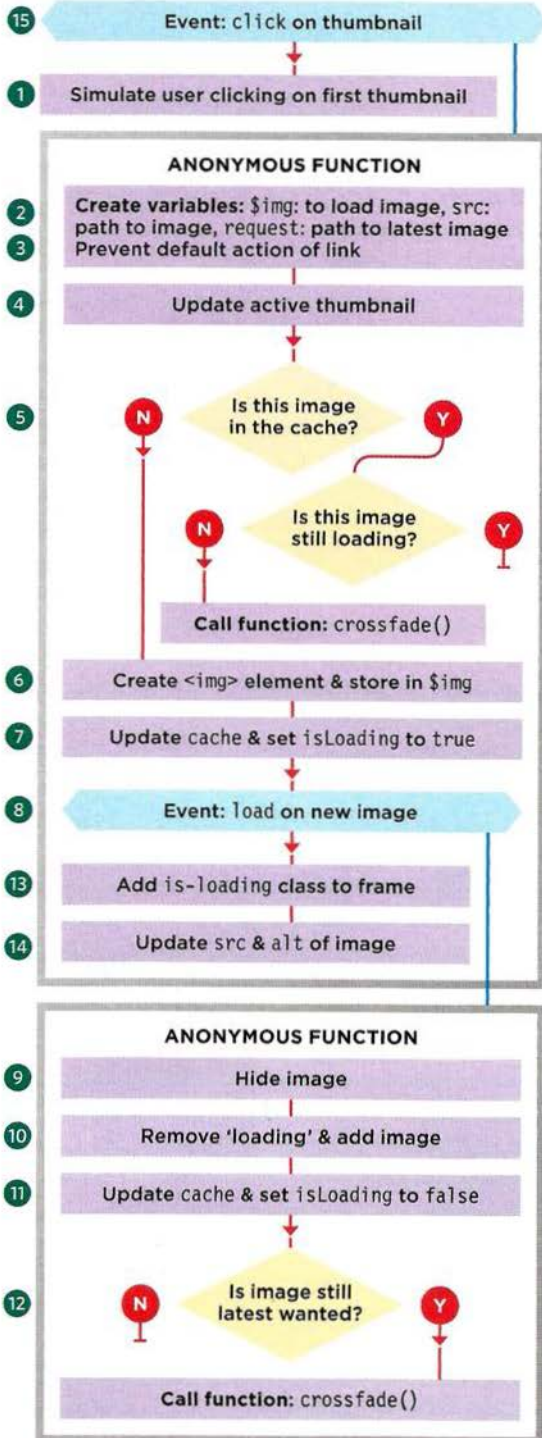 15
Event: click on thumbnail
1
Simulate user clicking on first thumbnail
ANONYMOUS FUNCTION
2
Create variables: $img: to load image, src:
path to image, request: path to latest image
3
Prevent default action of link
4
Update active thumbnail
5
N
Is this image
in the cache?
Y
N
Is this image
still loading?
Y
Call function: crossfade()
6
Create <img> element & store in $img
7
Update cache & set isLoading to true
8
Event: load on new image
13
Add is-loading class to frame
14
Update src & alt of image
ANONYMOUS FUNCTION
9
Hide image
10
Remove 'loading' & add image
11
Update cache & set isLoading to false
12
N
Is image still
latest wanted?
Y
Call function: crossfade()